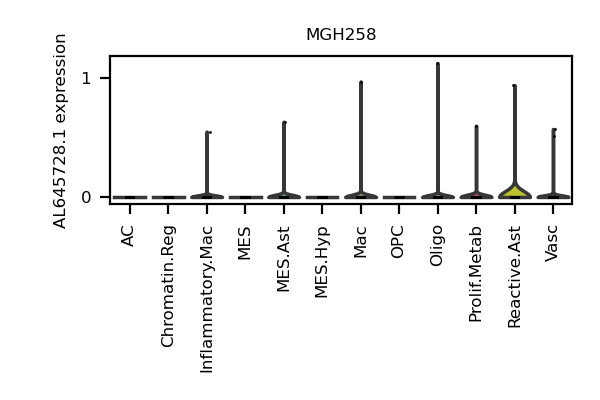 MGH258
AL645728.1 expression
1
0
AC
Chromatin.Reg
Inflammatory.Mac
MES
MES.Ast
MES.Hyp
Mac
OPC
Oligo
Prolif.Metab
Reactive.Ast
Vasc